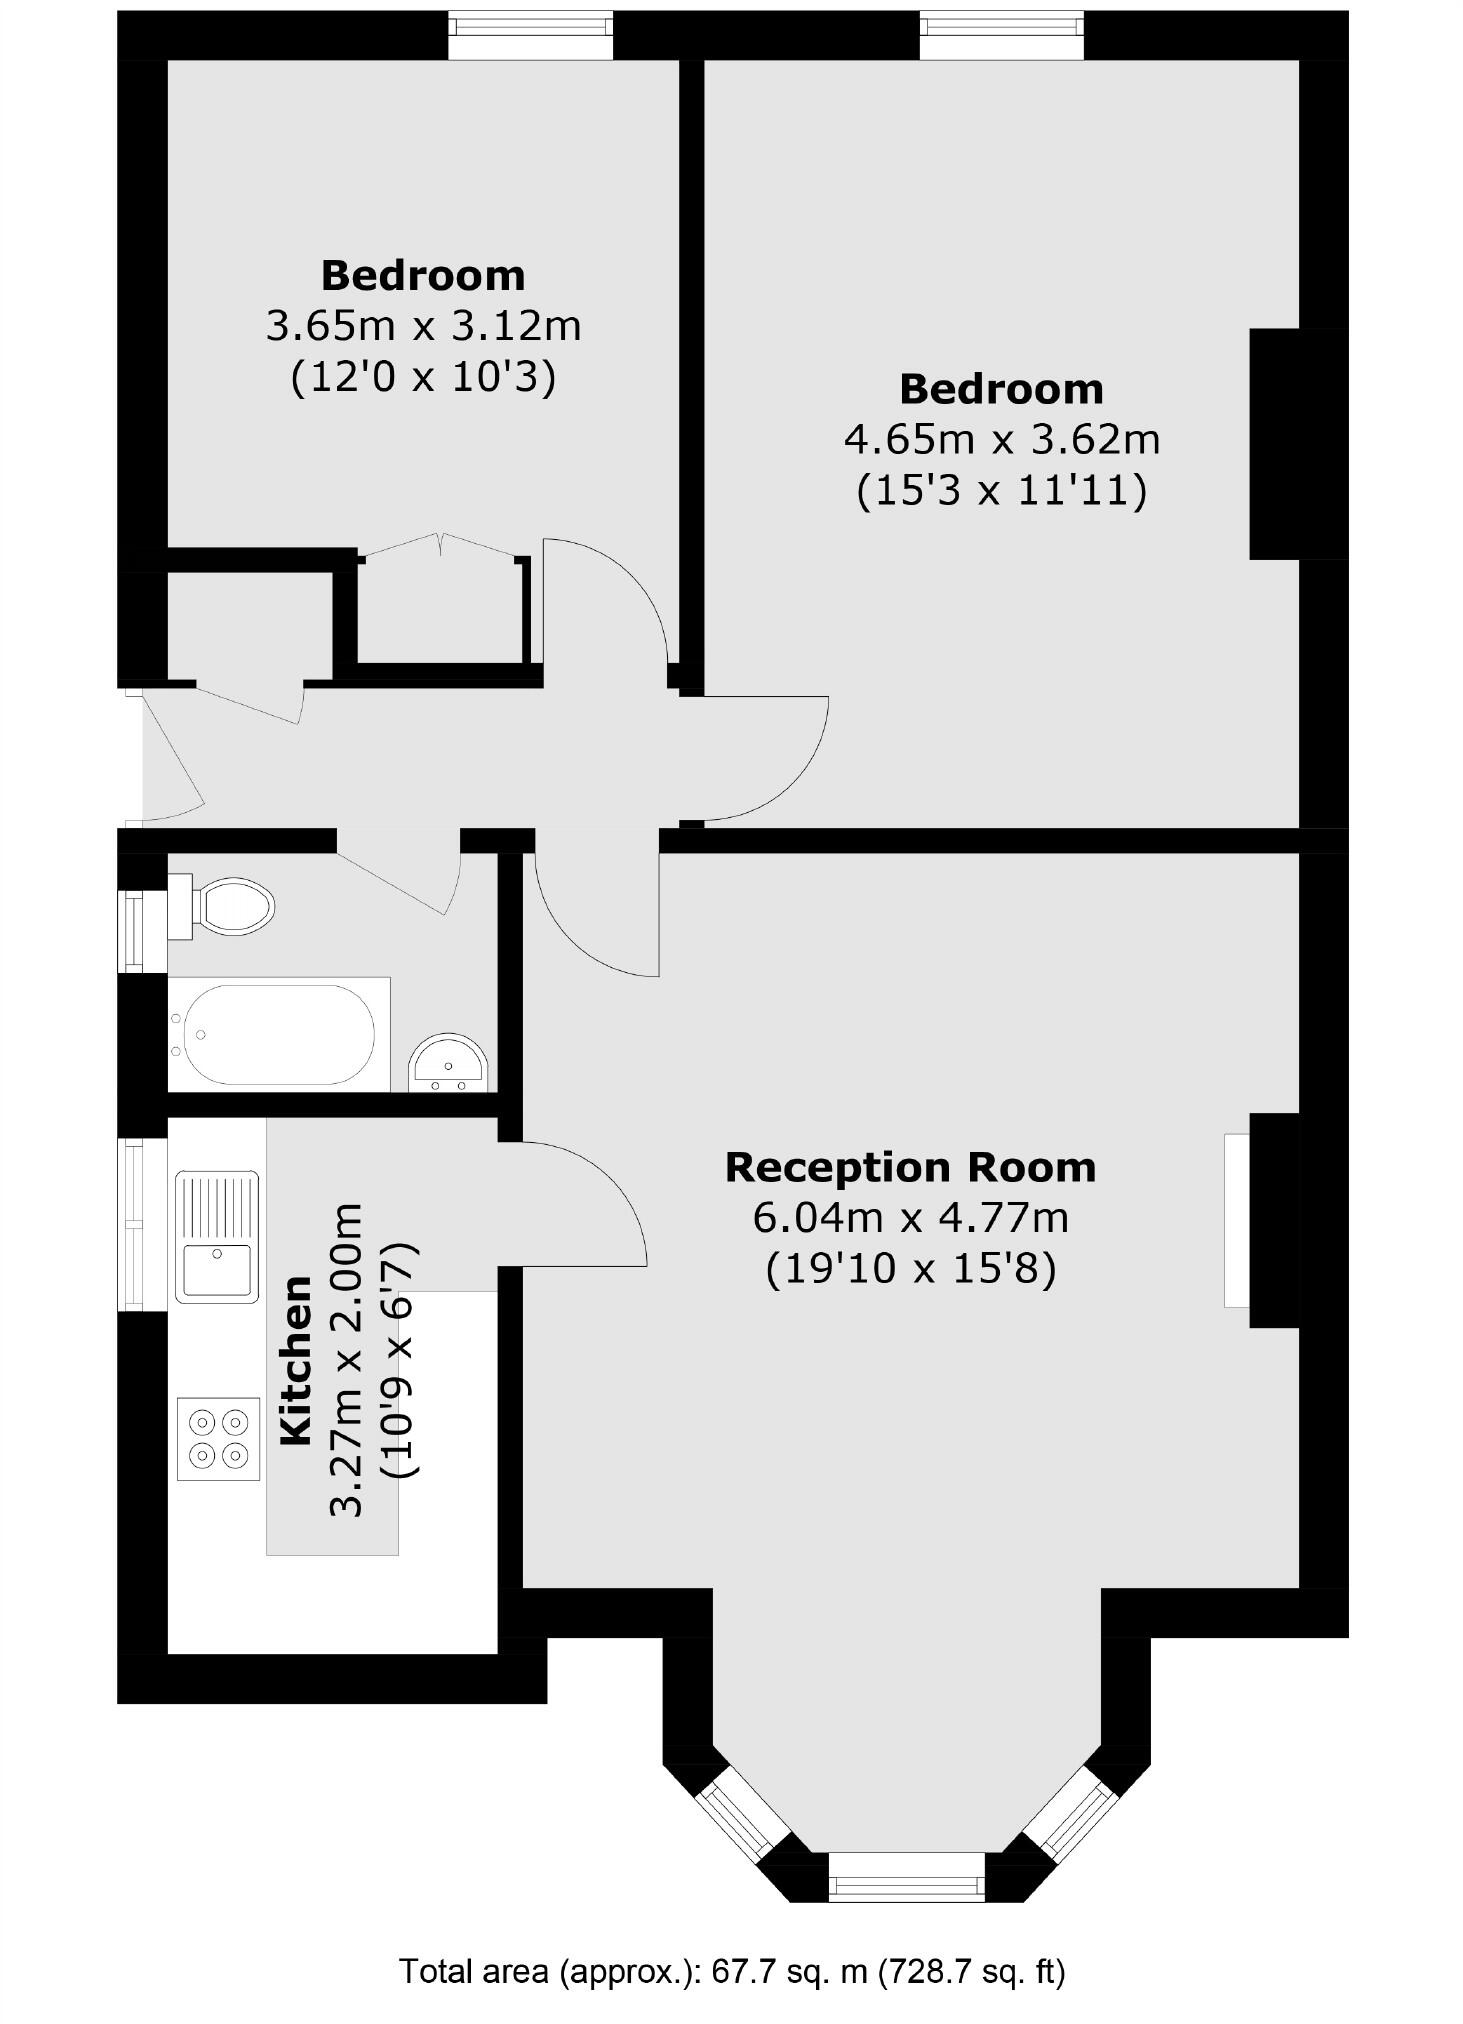 Bedroom
3.65m x 3.12m
(12'0 x 10'3)
Bedroom
4.65m x 3.62m
(15'3 x 11'11)
Reception Room
6.04m x 4.77m
(19'10 x 15'8)
Kitchen
3.27m x 2.00m
(10'9 x 6'7)
Total area (approx.): 67.7 sq. m (728.7 sq. ft)